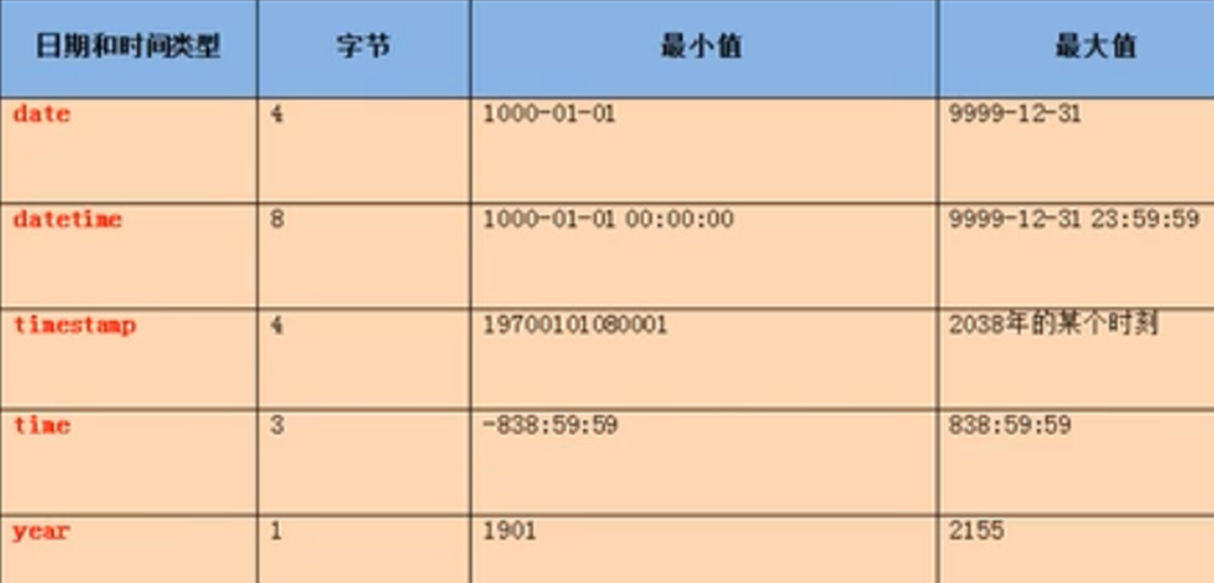 日期和时间类型 字节 最小值 最大值
date 4 1000-01-01 9999-12-31
datetime 8 1000-01-01 00:00:00 9999-12-31 23:59:59
timestamp 4 19700101080001 2038年的某个时刻
time 3 -838:59:59 838:59:59
year 1 1901 2155